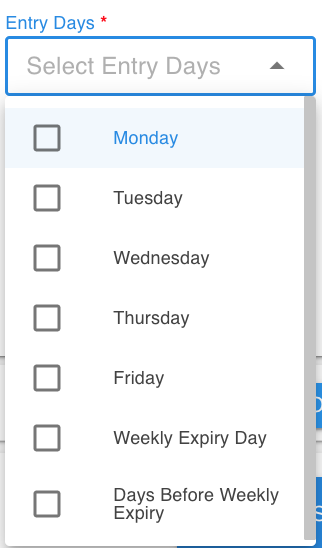 Entry Days *
Select Entry Days
Monday
Tuesday
Wednesday
Thursday
Friday
Weekly Expiry Day
Days Before Weekly
Expiry